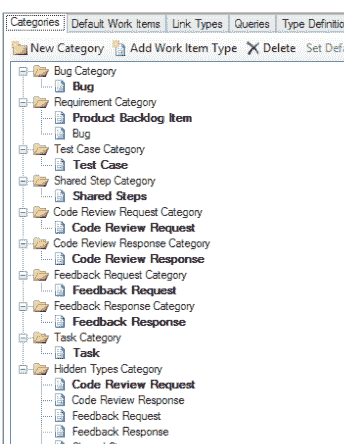 Categories Default Work Items Link Types Queries Type Definitio
New Category Add Work Item Type Delete Set Defa
Bug Category
Bug
Requirement Category
Product Backlog Item
Bug
Test Case Category
Test Case
Shared Step Category
Shared Steps
Code Review Request Category
Code Review Request
Code Review Response Category
Code Review Response
Feedback Request Category
Feedback Request
Feedback Response Category
Feedback Response
Task Category
Task
Hidden Types Category
Code Review Request
Code Review Response
Feedback Request
Feedback Response